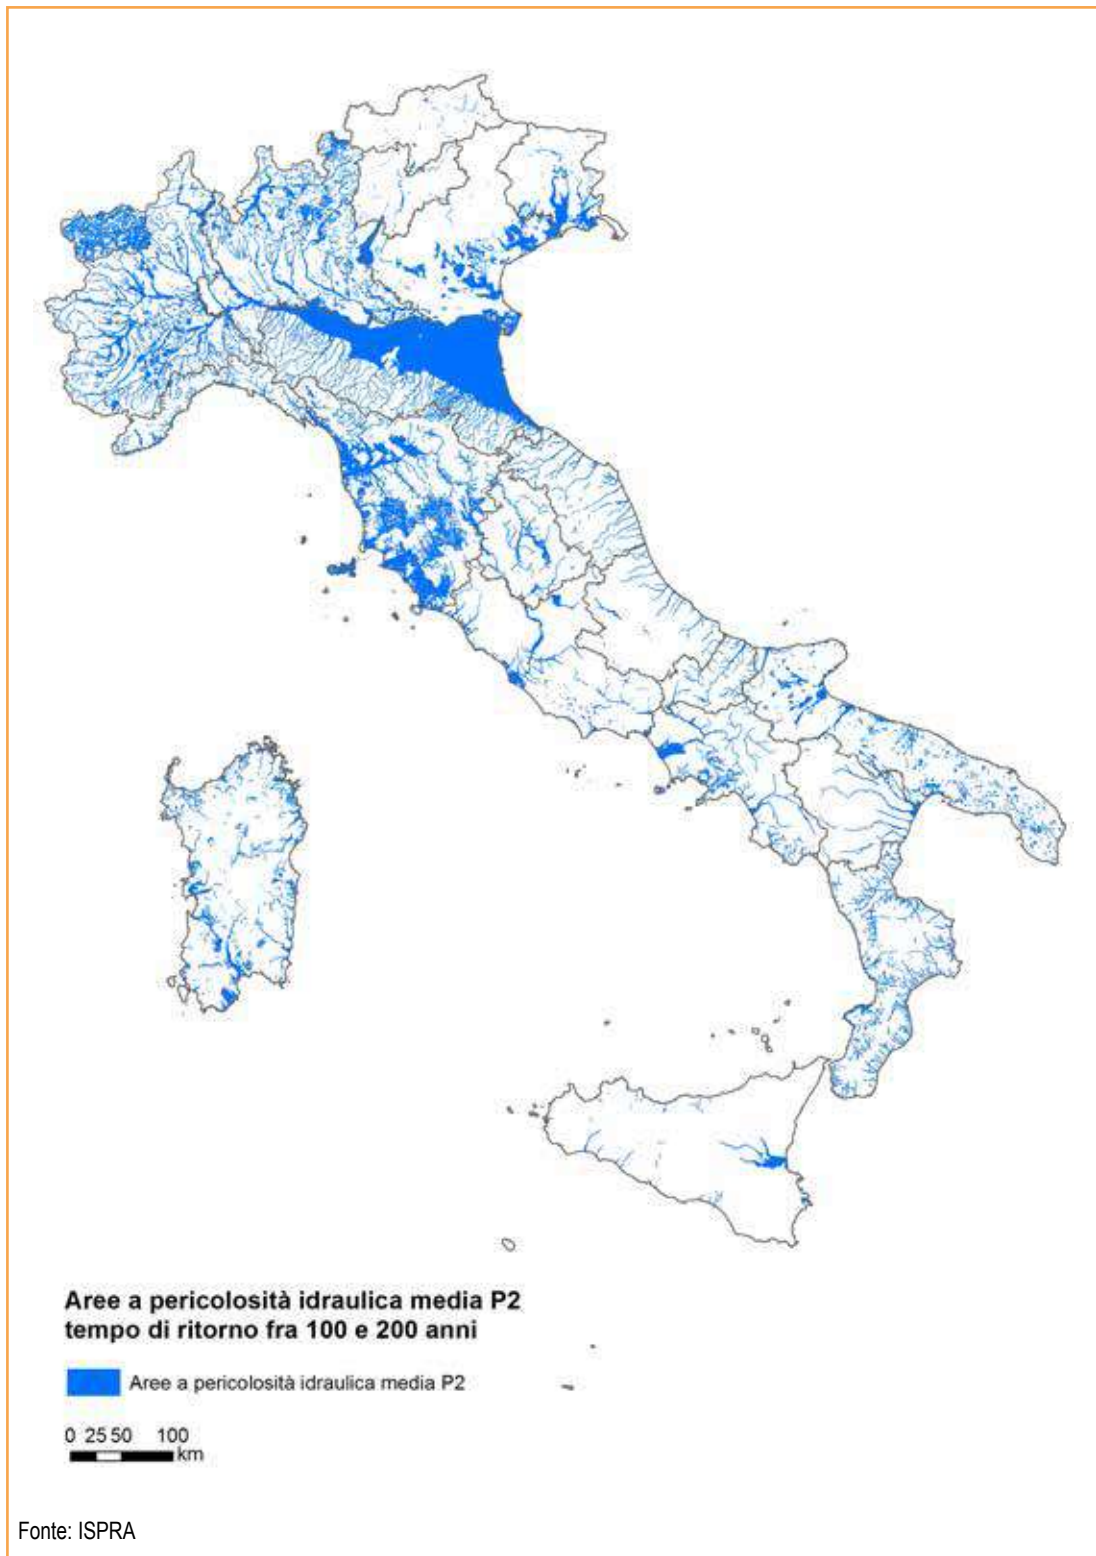 Aree a pericolosità idraulica media P2
tempo di ritorno fra 100 e 200 anni
Aree a pericolosità idraulica media P2
0 25 50 100
km
Fonte: ISPRA